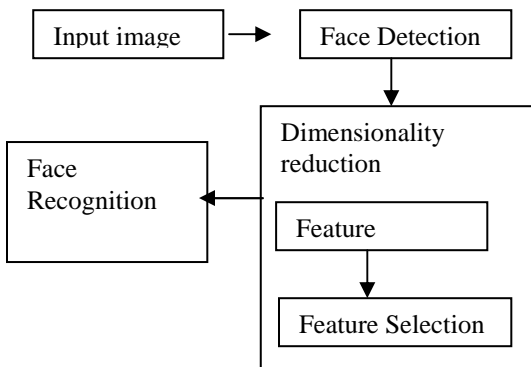 Input image
Face Detection
Dimensionality
reduction
Face
Recognition
Feature
Feature Selection